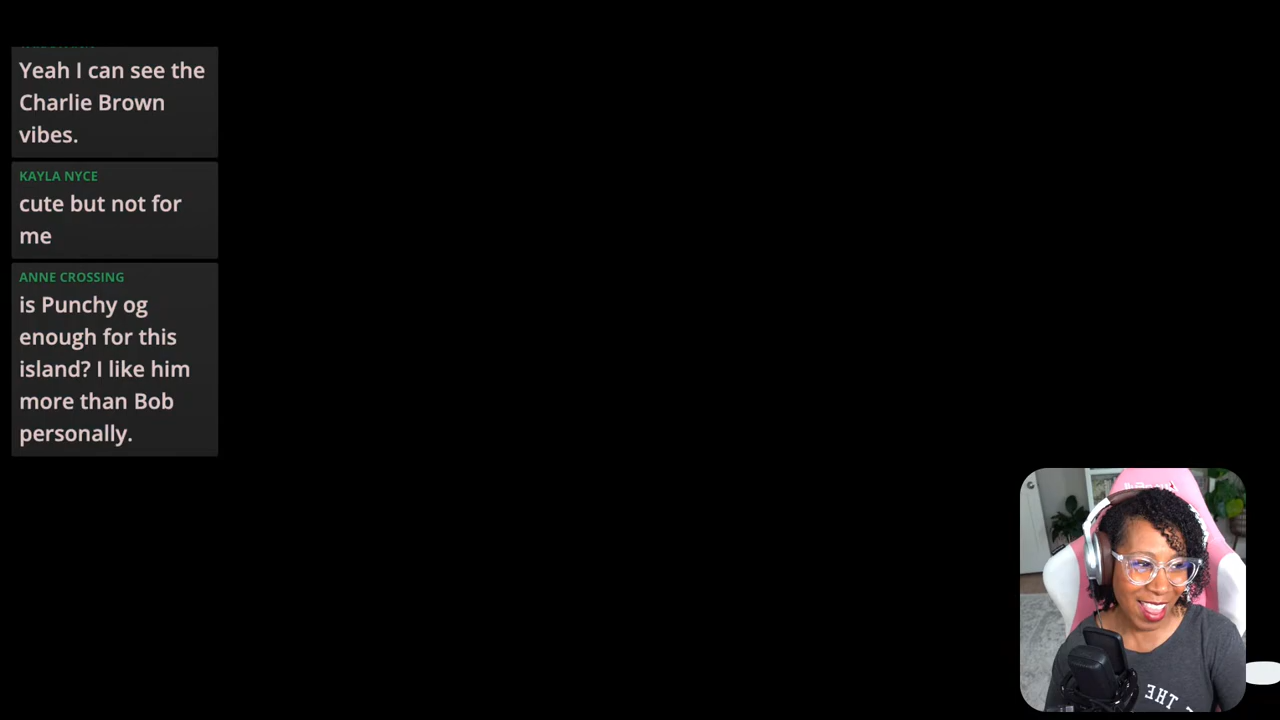 Yeah I can see the
Charlie Brown
vibes.
KAYLA NYCE
cute but not for
me
ANNE CROSSING
is Punchy og
enough for this
island? I like him
more than Bob
personally.
THE